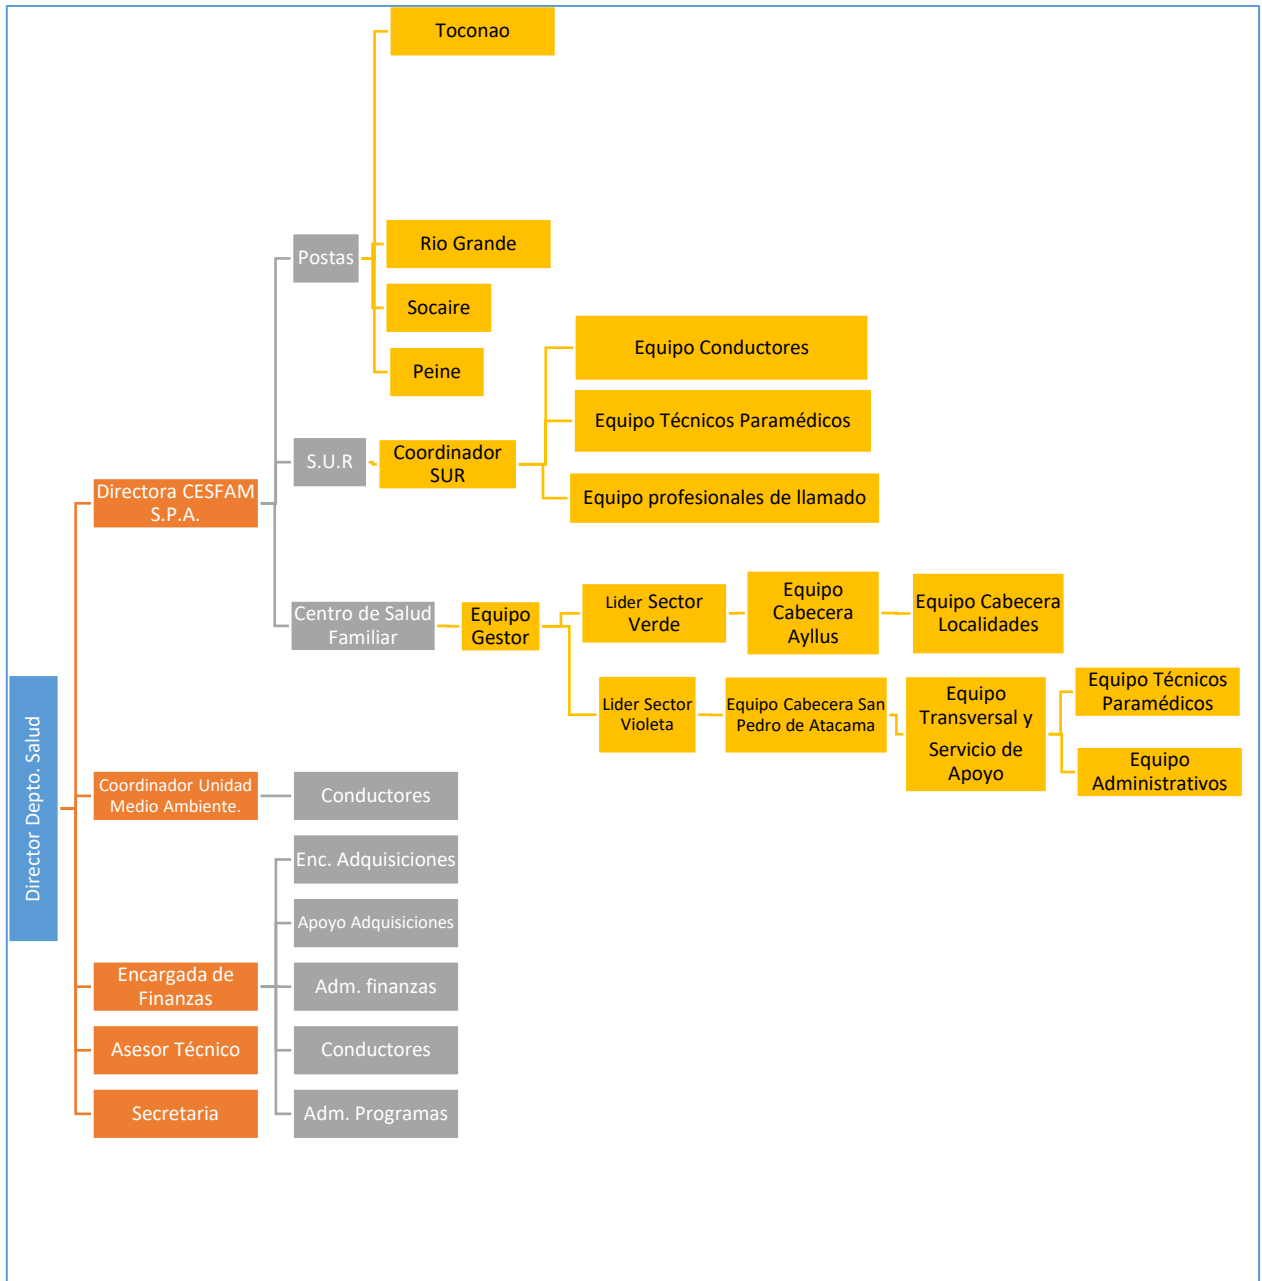 Toconao
Postas
Rio Grande
Socaire
Peine
Equipo Conductores
Equipo Técnicos Paramédicos
S.U.R
Coordinador
SUR
Equipo profesionales de llamado
Directora CESFAM
S.P.A.
Centro de Salud
Familiar
Equipo
Gestor
Lider Sector
Verde
Equipo
Cabecera
Ayllus
Equipo Cabecera
Localidades
Lider Sector
Violeta
Equipo Cabecera San
Pedro de Atacama
Equipo
Transversal y
Servicio de
Apoyo
Equipo Técnicos
Paramédicos
Equipo
Administrativos
Director Depto. Salud
Coordinador Unidad
Medio Ambiente.
Conductores
Enc. Adquisiciones
Apoyo Adquisiciones
Encargada de
Finanzas
Adm. finanzas
Asesor Técnico
Conductores
Secretaria
Adm. Programas